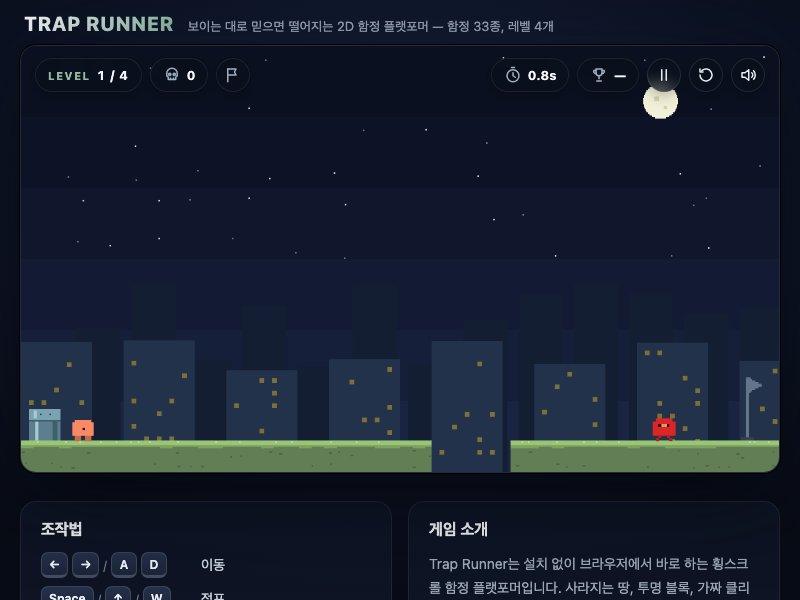 TRAP RUNNER 보이는 대로 믿으면 떨어지는 2D 함정 플랫포머 — 함정 33종, 레벨 4개
LEVEL 1 / 4 0 0.8s —
조작법
← → / A D 이동
Space / ↑ / W 점프
게임 소개
Trap Runner는 설치 없이 브라우저에서 바로 하는 횡스크
롤 함정 플랫포머입니다. 사라지는 땅, 투명 블록, 가짜 클리